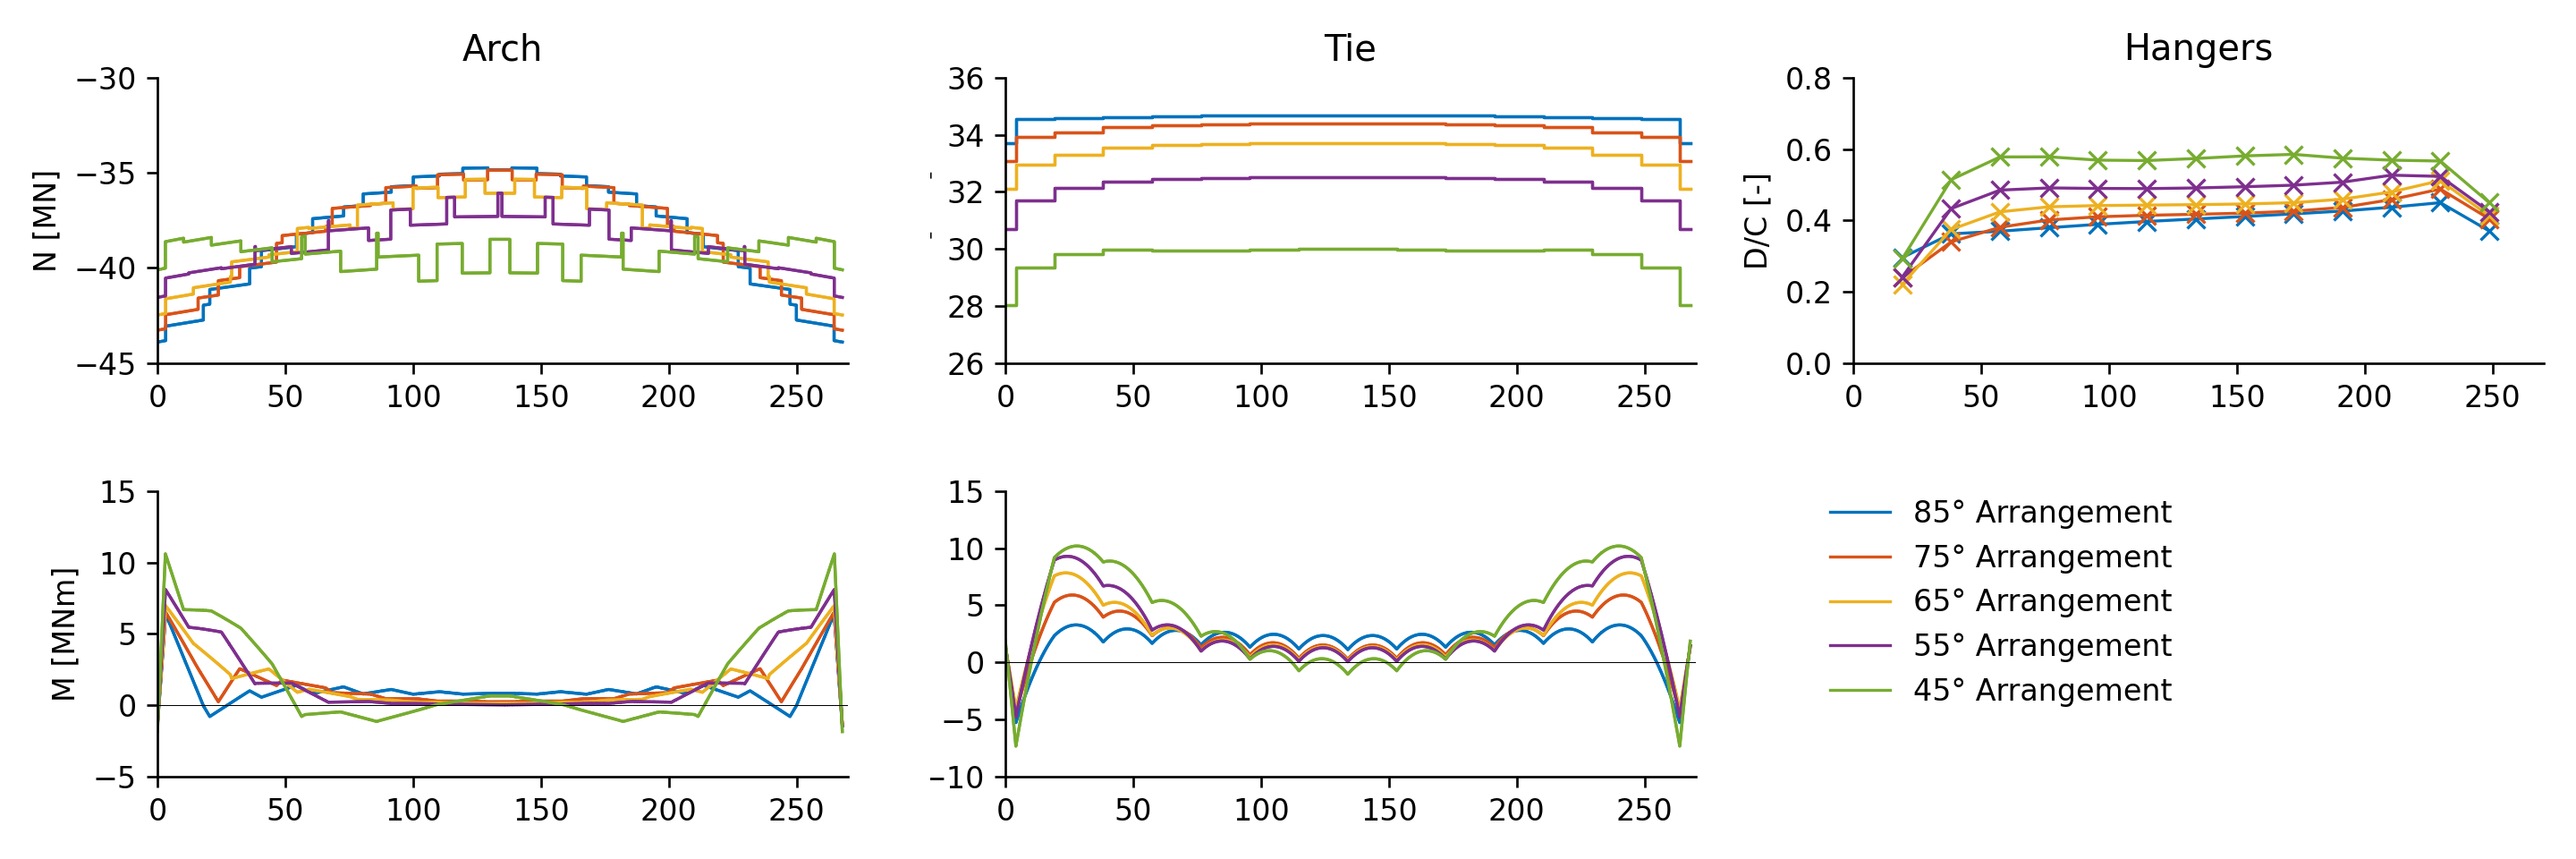 Arch
Tie
Hangers
N [MN]
−30
−35
−40
−45
0 50 100 150 200 250
36
34
32
30
28
26
0 50 100 150 200 250
D/C [-]
0.8
0.6
0.4
0.2
0.0
0 50 100 150 200 250
M [MNm]
15
10
5
0
−5
0 50 100 150 200 250
15
10
5
0
−5
−10
0 50 100 150 200 250
85° Arrangement
75° Arrangement
65° Arrangement
55° Arrangement
45° Arrangement